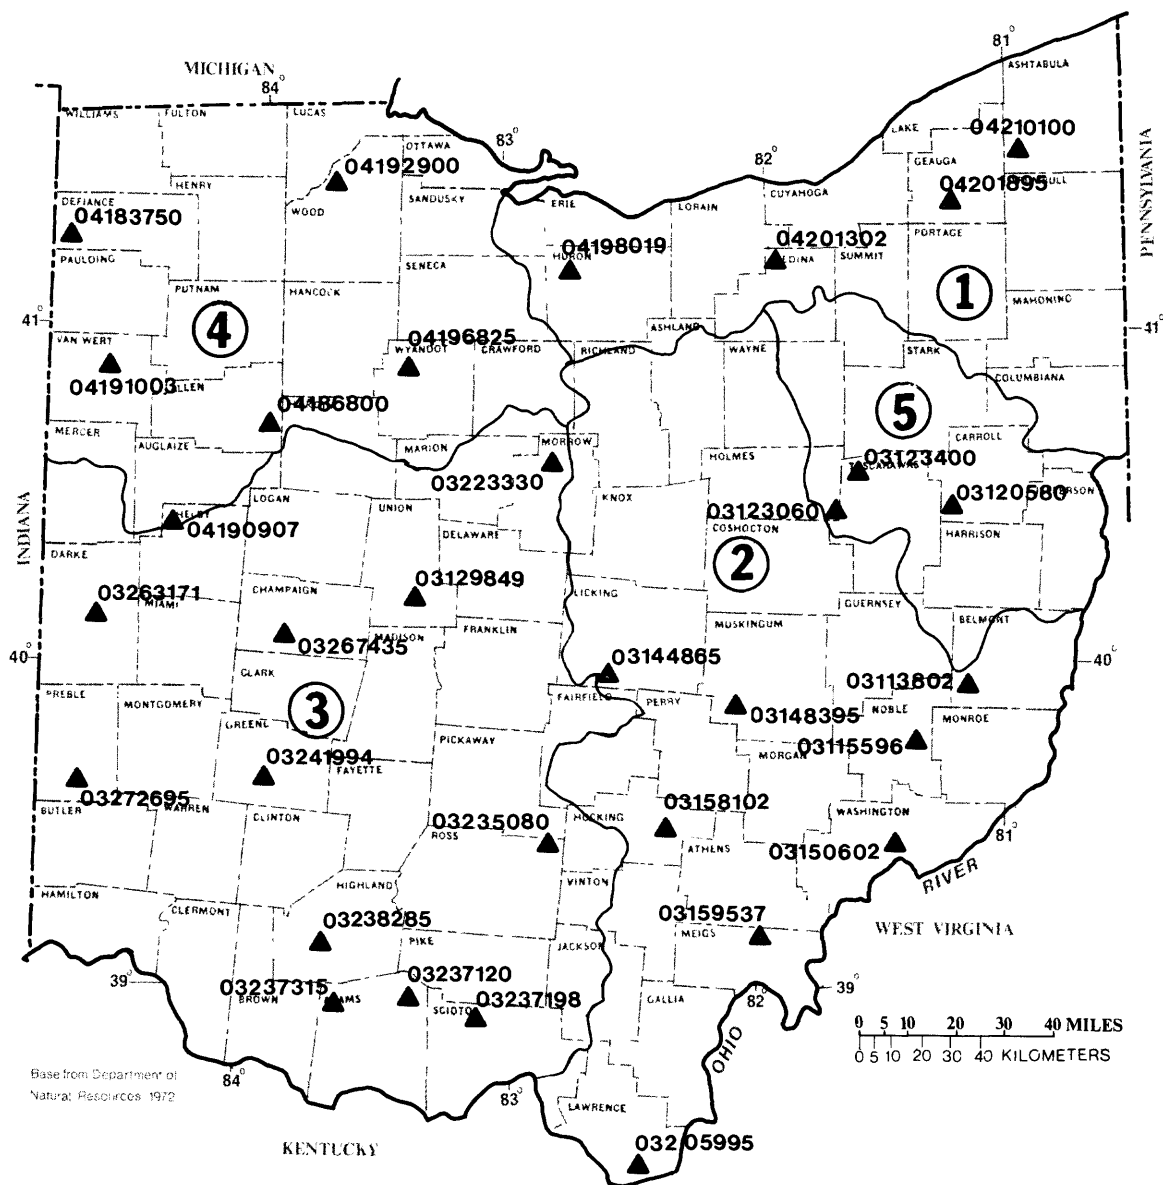 81°
ASHTABULA
MICHIGAN
84°
WILLIAMS
FULTON
LUCAS
LAKE
04210100
83°
OTTAWA
82°
GEAUGA
PENNSYLVANIA
04192900
HENRY
CUYAHOGA
04201895
DEFIANCE
SANDUSKY
ERIE
LORAIN
WOOD
04183750
PORTAGE
04198019
04201302
PAULDING
SENECA
HURON
SUMMIT
PUTNAM
HANCOCK
1
MAHONING
41°
4
ASHLAND
41°
VAN WERT
04196825
WYANDOT
CRAWFORD
RICHLAND
WAYNE
STARK
COLUMBIANA
04191003
04186800
5
MERCER
AUGLAIZE
MARION
MORROW
CARROLL
HOLMES
03123400
03223330
KNOX
03120580
LOGAN
UNION
03123060
INDIANA
04190907
COSHOCTON
HARRISON
DELAWARE
DARKE
2
03129849
03263171
MIAMI
CHAMPAIGN
LICKING
GUERNSEY
BELMONT
MADISON
FRANKLIN
MUSKINGUM
03267435
40°
03144865
40°
CLARK
PREBLE
MONTGOMERY
FAIRFIELD
PERRY
03113802
NOBLE
MONROE
3
03148395
GREENE
PICKAWAY
03115596
MORGAN
03241994
FAYETTE
03272695
03158102
BUTLER
WARREN
CLINTON
HOCKING
WASHINGTON
03235080
ROSS
81°
ATHENS
03150602
HIGHLAND
VINTON
RIVER
HAMILTON
CLERMONT
03238285
03159537
PIKE
MEIGS
WEST VIRGINIA
JACKSON
39°
03237120
39°
03237315
BROWN
SCIOTO
03237198
GALLIA
82°
0 5 10 20 30 40 MILES
OHIO
0 5 10 20 30 40 KILOMETERS
Base from Department of
Natural Resources 1972
84°
83°
LAWRENCE
KENTUCKY
03205995